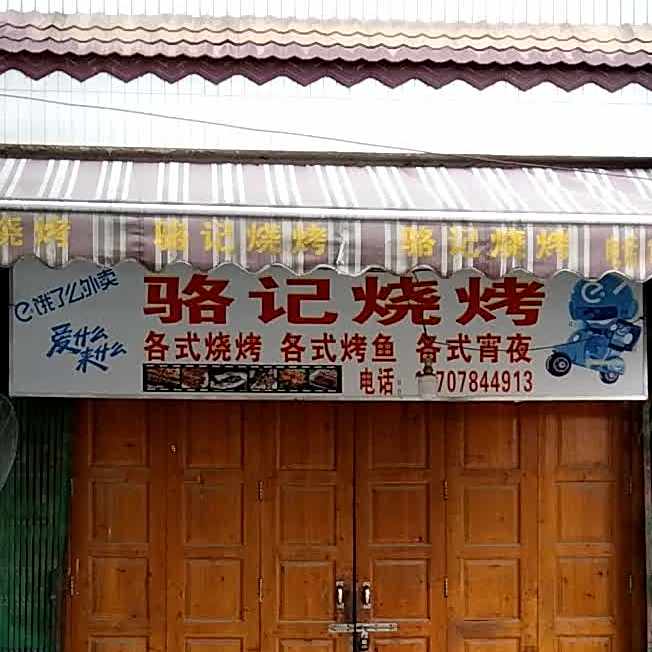 烧烤 骆记烧烤 骆记烧烤
饿了么外卖
爱什么
来什么
骆记烧烤
各式烧烤 各式烤鱼 各式宵夜
电话 707844913